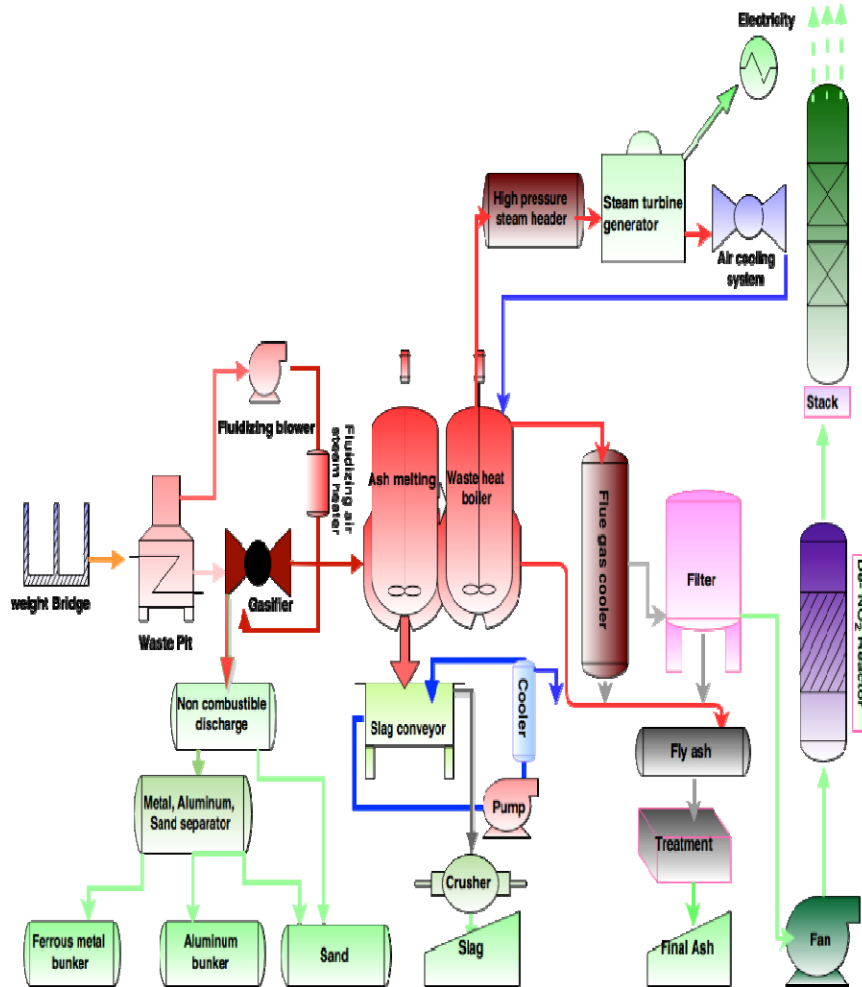 Electricity
High pressure
steam header
Steam turbine
generator
Air cooling
system
Stack
Fluidizing blower
Fluidizing air
steam heater
Ash melting
Waste heat
boiler
Flue gas cooler
Filter
De- NO2 Reactor
weight Bridge
Waste Pit
Gasifier
Non combustible
discharge
Slag conveyor
Cooler
Pump
Fly ash
Metal, Aluminum,
Sand separator
Treatment
Crusher
Ferrous metal
bunker
Aluminum
bunker
Sand
Slag
Final Ash
Fan